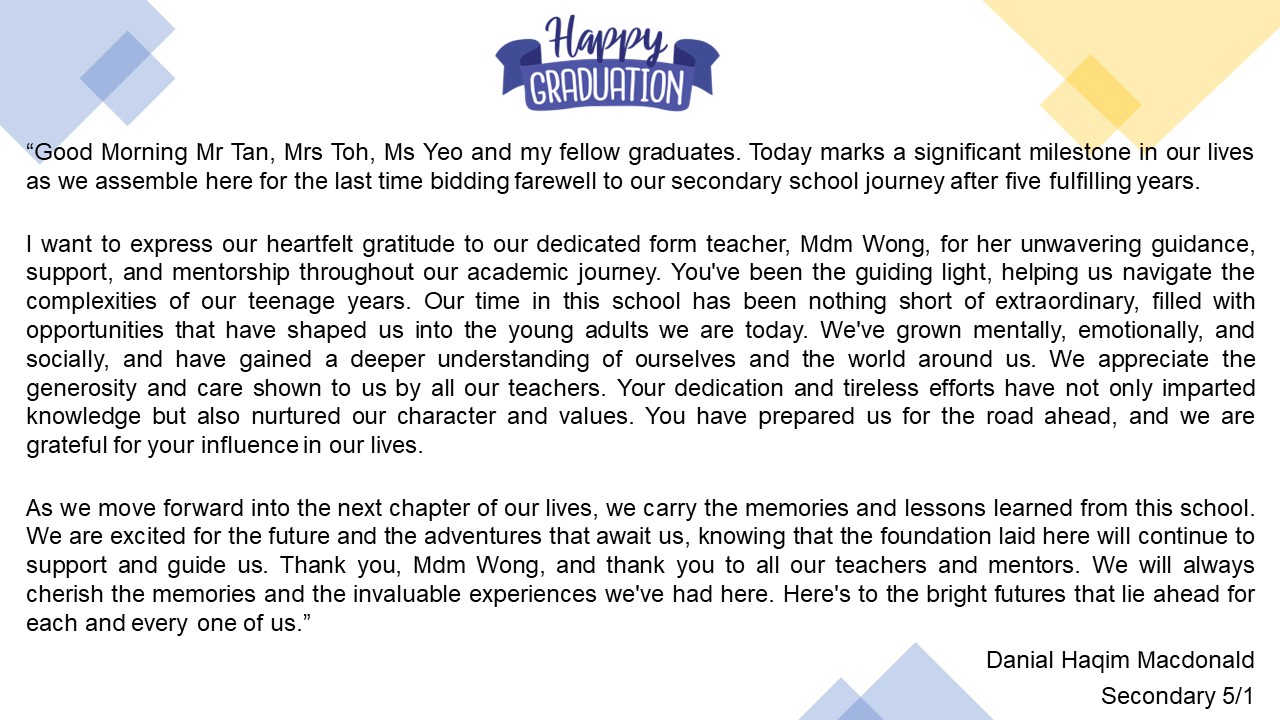 Happy
GRADUATION
“Good Morning Mr Tan, Mrs Toh, Ms Yeo and my fellow graduates. Today marks a significant milestone in our lives
as we assemble here for the last time bidding farewell to our secondary school journey after five fulfilling years.
I want to express our heartfelt gratitude to our dedicated form teacher, Mdm Wong, for her unwavering guidance,
support, and mentorship throughout our academic journey. You've been the guiding light, helping us navigate the
complexities of our teenage years. Our time in this school has been nothing short of extraordinary, filled with
opportunities that have shaped us into the young adults we are today. We've grown mentally, emotionally, and
socially, and have gained a deeper understanding of ourselves and the world around us. We appreciate the
generosity and care shown to us by all our teachers. Your dedication and tireless efforts have not only imparted
knowledge but also nurtured our character and values. You have prepared us for the road ahead, and we are
grateful for your influence in our lives.
As we move forward into the next chapter of our lives, we carry the memories and lessons learned from this school.
We are excited for the future and the adventures that await us, knowing that the foundation laid here will continue to
support and guide us. Thank you, Mdm Wong, and thank you to all our teachers and mentors. We will always
cherish the memories and the invaluable experiences we've had here. Here's to the bright futures that lie ahead for
each and every one of us.”
Danial Haqim Macdonald
Secondary 5/1